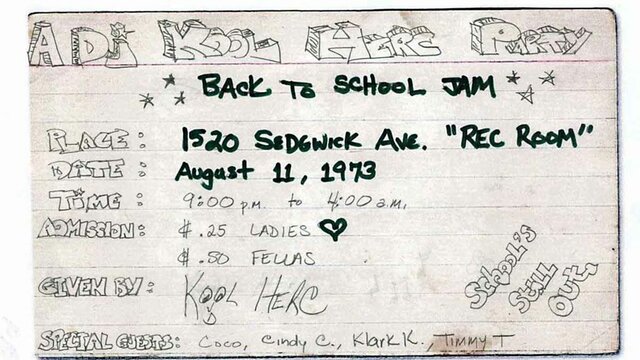 A DJ KOOL HERC PARTY
BACK TO SCHOOL JAM
PLACE: 1520 SEDGWICK AVE. "REC ROOM"
DATE: August 11, 1973
TIME: 9:00 p.m. to 4:00 a.m.
ADMISSION: $.25 LADIES
$.50 FELLAS
GIVEN BY: KOOL HERC
SPECIAL GUESTS: Coco, Cindy C., Klark K., Timmy T
SCHOOL'S
STILL
OUT